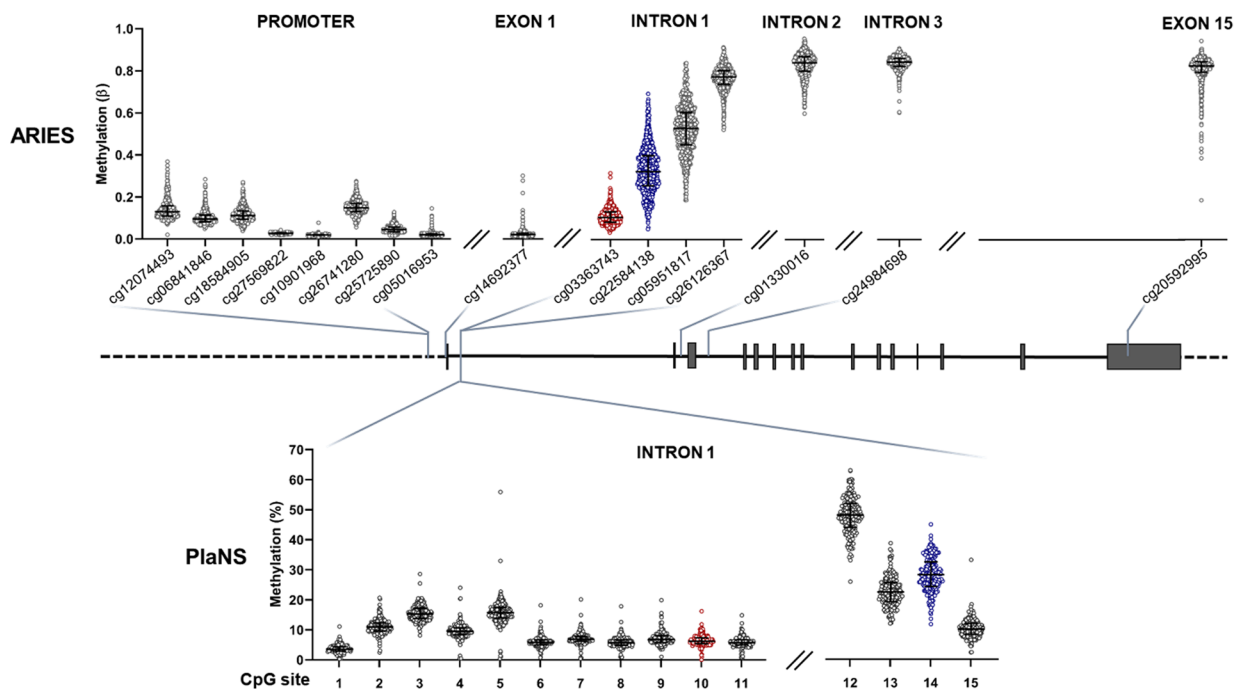 PROMOTER EXON 1 INTRON 1 INTRON 2 INTRON 3 EXON 15
ARIES
Methylation (β)
1.0
0.8
0.6
0.4
0.2
0.0
cg12074493
cg06841846
cg18584905
cg27569822
cg10901968
cg26741280
cg25725890
cg05016953
cg14692377
cg03363743
cg22584138
cg05951817
cg26126367
cg01330016
cg24984698
cg20592995
INTRON 1
PlaNS
Methylation (%)
70
60
50
40
30
20
10
0
CpG site 1 2 3 4 5 6 7 8 9 10 11 12 13 14 15